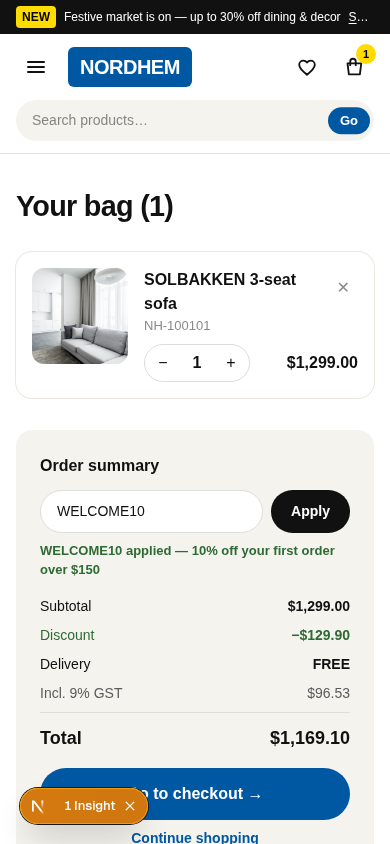 NEW Festive market is on — up to 30% off dining & decor S…
NORDHEM
1
Search products…
Go
Your bag (1)
SOLBAKKEN 3-seat
sofa
×
NH-100101
− 1 +
$1,299.00
Order summary
WELCOME10
Apply
WELCOME10 applied — 10% off your first order
over $150
Subtotal $1,299.00
Discount −$129.90
Delivery FREE
Incl. 9% GST $96.53
Total $1,169.10
to checkout →
N 1 Insight ×
Continue shopping